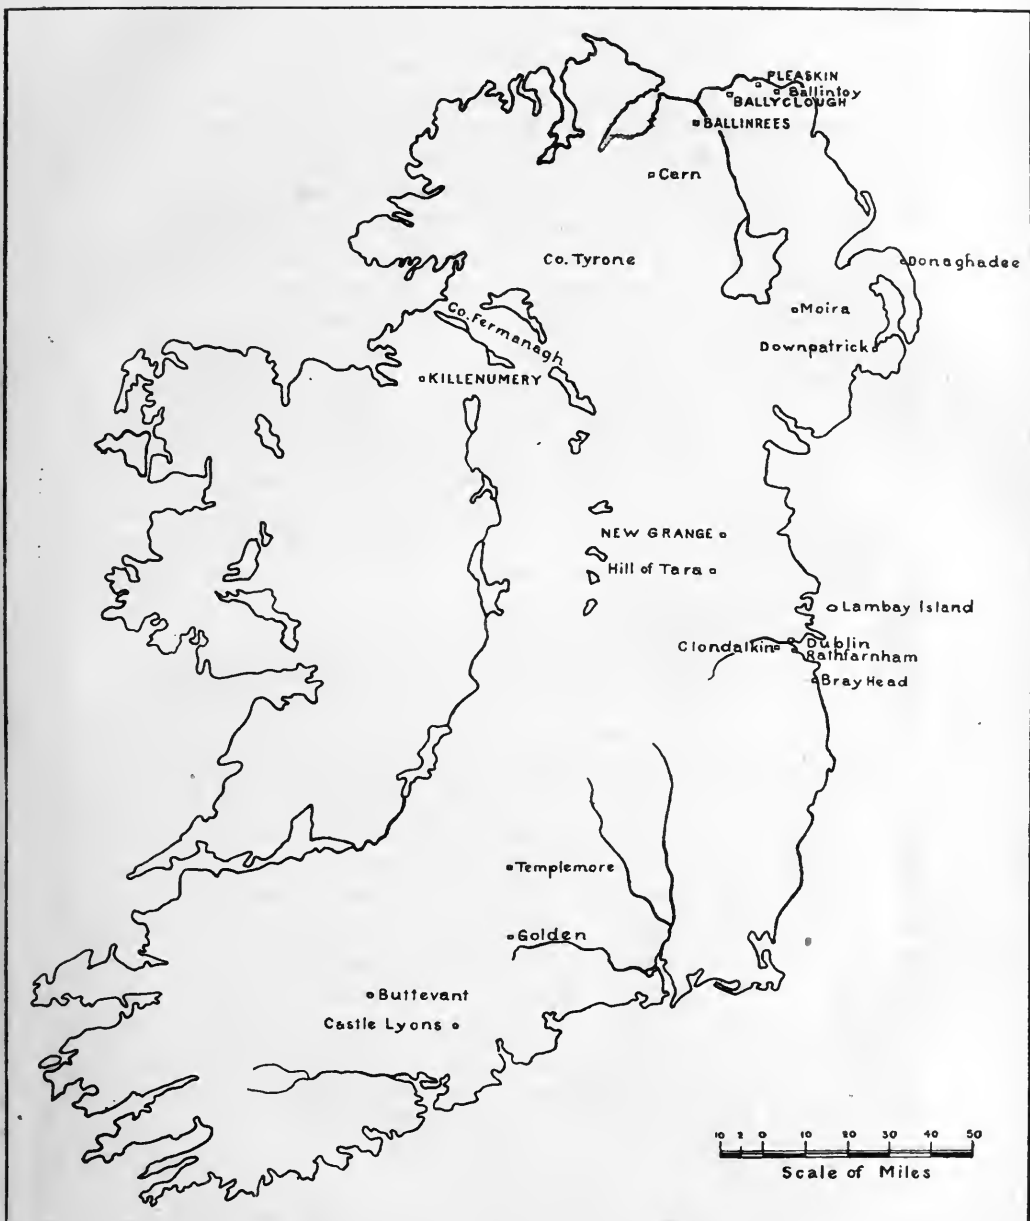 PLEASKIN
Ballintoy
BALLYCLOUGH
BALLINREES
Carn
Co. Tyrone
Donaghadee
Moira
Co. Fermanagh
Downpatrick
KILLENUMERY
NEW GRANGE
Hill of Tara
Lambay Island
Dublin
Clondalkin
Rathfarnham
Bray Head
Templemore
Golden
Buttevant
Castle Lyons
10 2 0 10 20 30 40 50
Scale of Miles